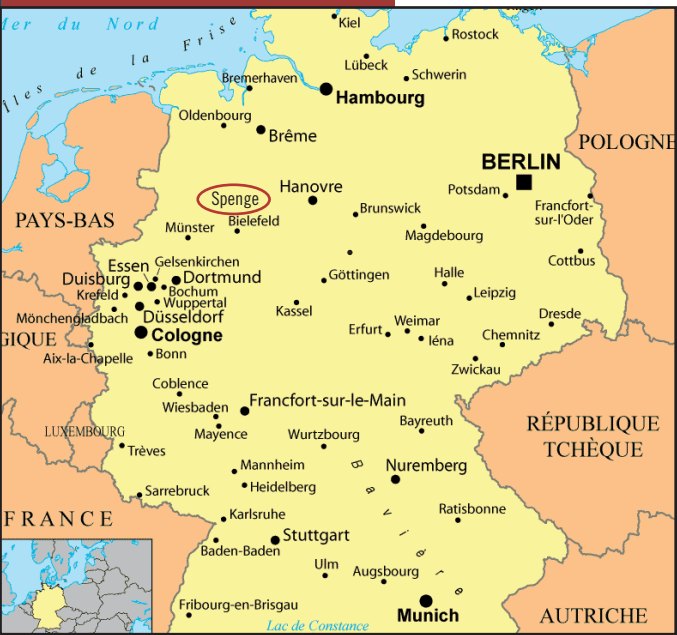 Mer du Nord
Îles de la Frise
Kiel
Rostock
Lübeck
Schwerin
Bremerhaven
Hambourg
Oldenbourg
Brême
POLOGNE
BERLIN
Potsdam
Francfort-
sur-l'Oder
Spenge
Hanovre
Brunswick
PAYS-BAS
Bielefeld
Münster
Magdebourg
Cottbus
Essen
Gelsenkirchen
Duisburg
Dortmund
Göttingen
Halle
Krefeld
Bochum
Leipzig
Wuppertal
Mönchengladbach
Düsseldorf
Kassel
Dresde
GIQUE
Cologne
Erfurt
Weimar
Iéna
Chemnitz
Aix-la-Chapelle
Bonn
Zwickau
Coblence
Wiesbaden
Francfort-sur-le-Main
Mayence
Bayreuth
LUXEMBOURG
Wurtzbourg
RÉPUBLIQUE
TCHÈQUE
Trèves
Mannheim
Bavière
Nuremberg
Heidelberg
Sarrebruck
Karlsruhe
Ratisbonne
FRANCE
Stuttgart
Baden-Baden
Ulm
Augsbourg
Fribourg-en-Brisgau
Munich
AUTRICHE
Lac de Constance